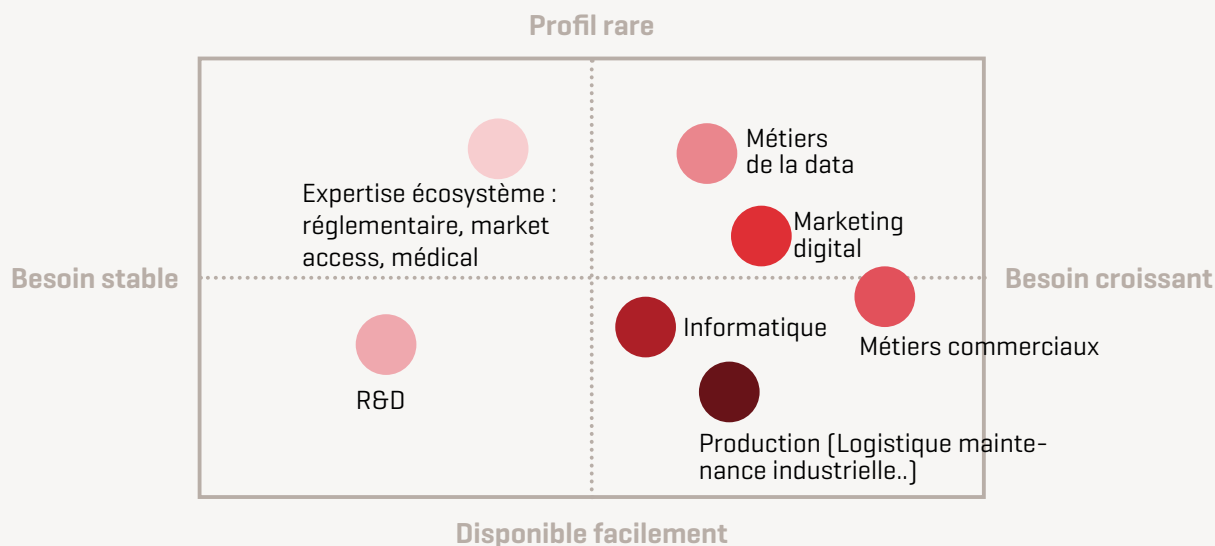 Profil rare
Métiers
de la data
Expertise écosystème :
réglementaire, market
access, médical
Marketing
digital
Besoin stable
Besoin croissant
Informatique
Métiers commerciaux
R&D
Production (Logistique mainte-
nance industrielle..)
Disponible facilement